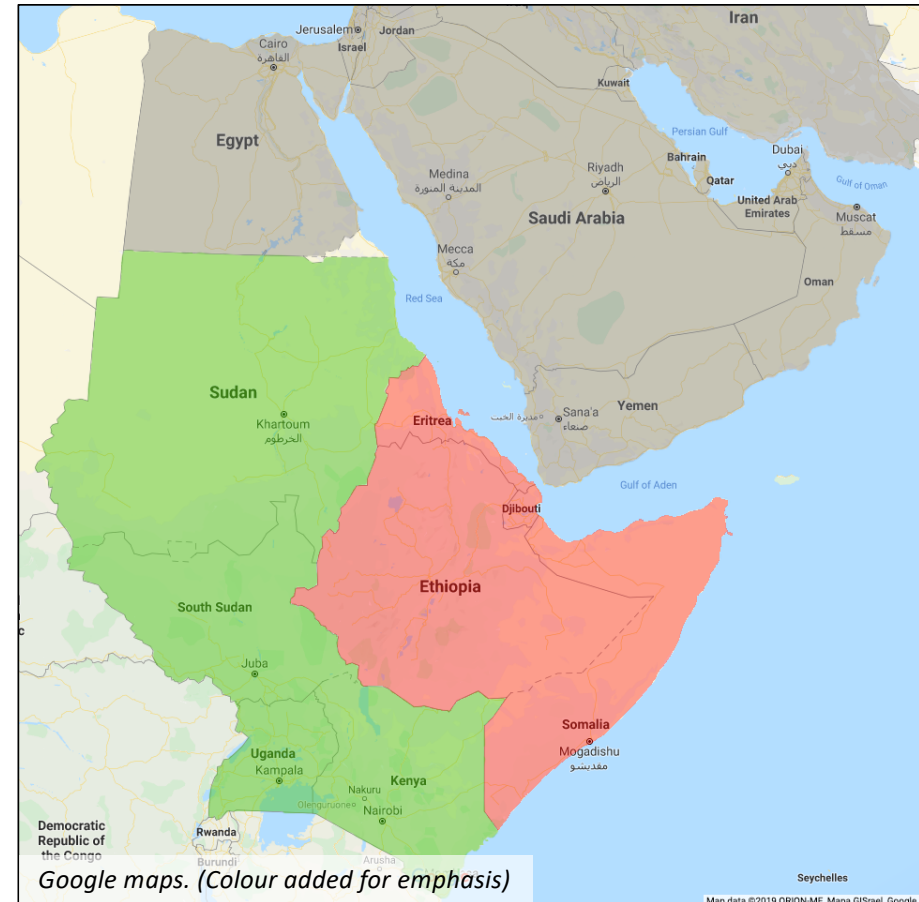 Iran
Jerusalem
Jordan
Cairo
القاهرة
Israel
Kuwait
Egypt
Persian Gulf
Medina
المدينة المنورة
Riyadh
الرياض
Bahrain
Dubai
دبي
Qatar
Gulf of Oman
United Arab
Emirates
Muscat
مسقط
Saudi Arabia
Mecca
مكة
Oman
Red Sea
Sudan
Khartoum
الخرطوم
Eritrea
Sana'a
صنعاء
Yemen
Gulf of Aden
Djibouti
Ethiopia
South Sudan
Juba
Somalia
Mogadishu
مقديشو
Uganda
Kampala
Kenya
Nakuru
Olenguruone
Nairobi
Democratic
Republic of
the Congo
Rwanda
Burundi
Arusha
Seychelles
Google maps. (Colour added for emphasis)
Map data ©2019 ORION-ME, Mapa GISrael, Google